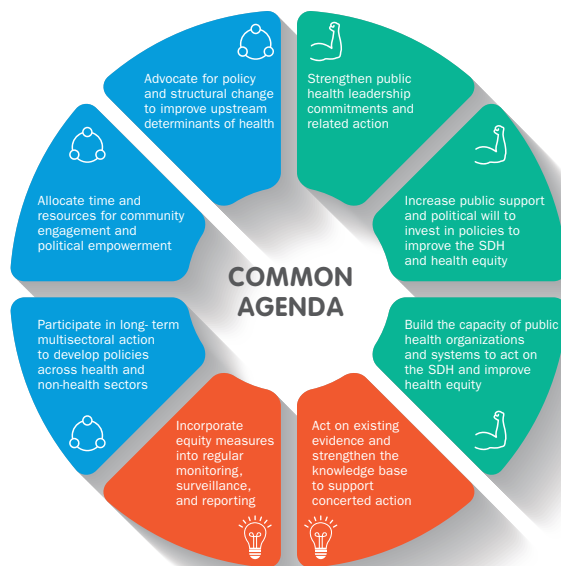 Advocate for policy
and structural change
to improve upstream
determinants of health
Strengthen public
health leadership
commitments and
related action
Allocate time and
resources for community
engagement and
political empowerment
Increase public support
and political will to
invest in policies to
improve the SDH
and health equity
COMMON
AGENDA
Participate in long- term
multisectoral action
to develop policies
across health and
non-health sectors
Build the capacity of public
health organizations
and systems to act on
the SDH and improve
health equity
Incorporate
equity measures
into regular
monitoring,
surveillance,
and reporting
Act on existing
evidence and
strengthen the
knowledge base
to support
concerted action